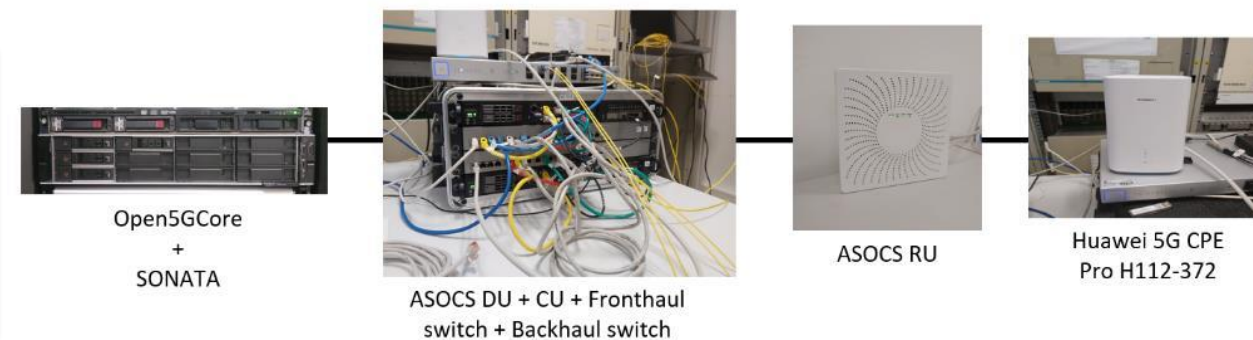 Open5GCore
+
SONATA
ASOCS DU + CU + Fronthaul
switch + Backhaul switch
ASOCS RU
Huawei 5G CPE
Pro H112-372